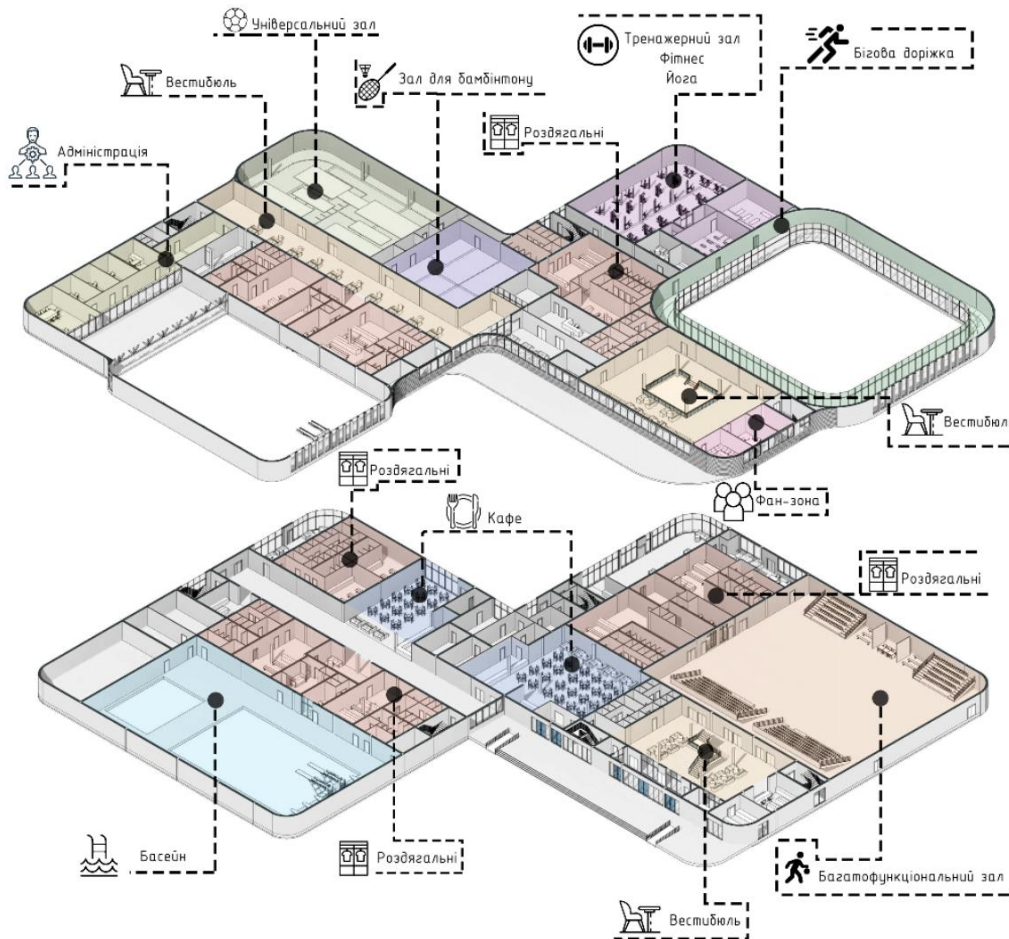 Універсальний зал
Тренажерний зал
Фітнес
Йога
Бігова доріжка
Вестибюль
Зал для бамбінтону
Роздягальні
Адміністрація
Вестибюль
Роздягальні
Фан-зона
Кафе
Роздягальні
Басейн
Роздягальні
Багатофункціональний зал
Вестибюль